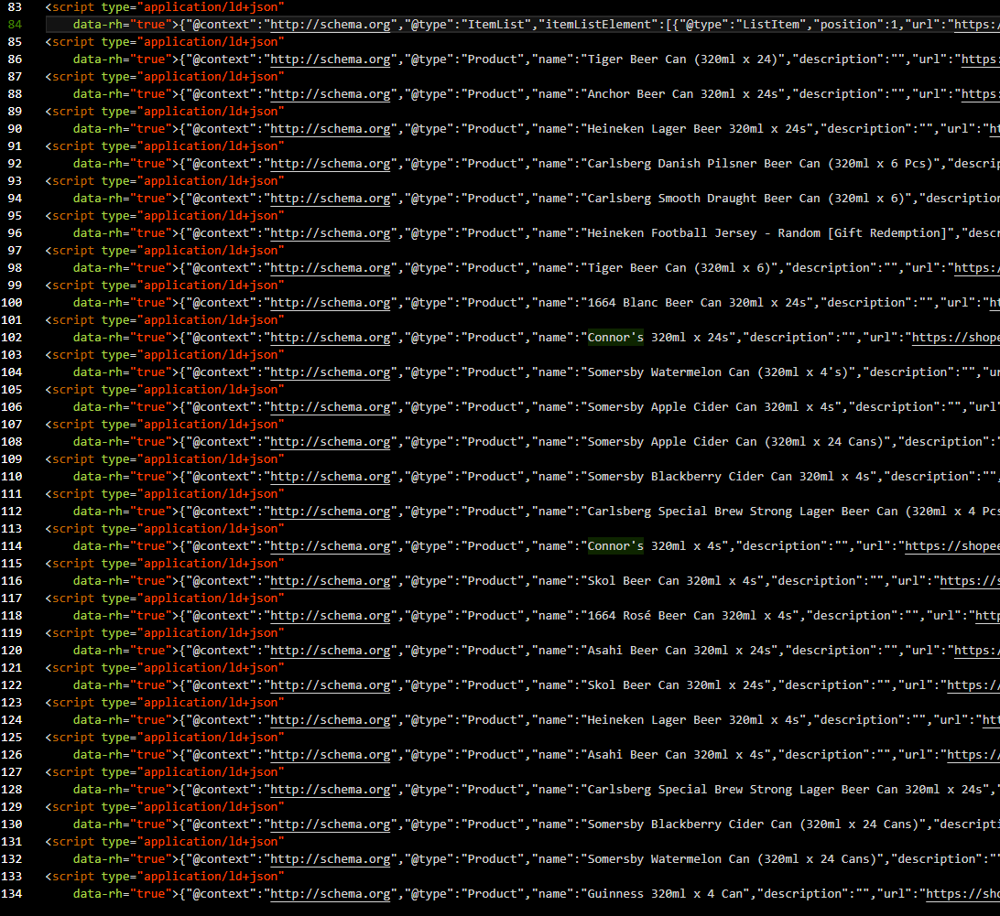 83 <script type="application/ld+json"
84 data-rh="true">{"@context":"http://schema.org","@type":"ItemList","itemListElement":[{"@type":"ListItem","position":1,"url":"https:/
85 <script type="application/ld+json"
86 data-rh="true">{"@context":"http://schema.org","@type":"Product","name":"Tiger Beer Can (320ml x 24)","description":"","url":"https:
87 <script type="application/ld+json"
88 data-rh="true">{"@context":"http://schema.org","@type":"Product","name":"Anchor Beer Can 320ml x 24s","description":"","url":"https:
89 <script type="application/ld+json"
90 data-rh="true">{"@context":"http://schema.org","@type":"Product","name":"Heineken Lager Beer 320ml x 24s","description":"","url":"ht
91 <script type="application/ld+json"
92 data-rh="true">{"@context":"http://schema.org","@type":"Product","name":"Carlsberg Danish Pilsner Beer Can (320ml x 6 Pcs)","descrip
93 <script type="application/ld+json"
94 data-rh="true">{"@context":"http://schema.org","@type":"Product","name":"Carlsberg Smooth Draught Beer Can (320ml x 6)","description
95 <script type="application/ld+json"
96 data-rh="true">{"@context":"http://schema.org","@type":"Product","name":"Heineken Football Jersey - Random [Gift Redemption]","descr
97 <script type="application/ld+json"
98 data-rh="true">{"@context":"http://schema.org","@type":"Product","name":"Tiger Beer Can (320ml x 6)","description":"","url":"https:/
99 <script type="application/ld+json"
100 data-rh="true">{"@context":"http://schema.org","@type":"Product","name":"1664 Blanc Beer Can 320ml x 24s","description":"","url":"ht
101 <script type="application/ld+json"
102 data-rh="true">{"@context":"http://schema.org","@type":"Product","name":"Connor's 320ml x 24s","description":"","url":"https://shope
103 <script type="application/ld+json"
104 data-rh="true">{"@context":"http://schema.org","@type":"Product","name":"Somersby Watermelon Can (320ml x 4's)","description":"","ur
105 <script type="application/ld+json"
106 data-rh="true">{"@context":"http://schema.org","@type":"Product","name":"Somersby Apple Cider Can 320ml x 4s","description":"","url"
107 <script type="application/ld+json"
108 data-rh="true">{"@context":"http://schema.org","@type":"Product","name":"Somersby Apple Cider Can (320ml x 24 Cans)","description":"
109 <script type="application/ld+json"
110 data-rh="true">{"@context":"http://schema.org","@type":"Product","name":"Somersby Blackberry Cider Can 320ml x 4s","description":"",
111 <script type="application/ld+json"
112 data-rh="true">{"@context":"http://schema.org","@type":"Product","name":"Carlsberg Special Brew Strong Lager Beer Can (320ml x 4 Pcs
113 <script type="application/ld+json"
114 data-rh="true">{"@context":"http://schema.org","@type":"Product","name":"Connor's 320ml x 4s","description":"","url":"https://shopee
115 <script type="application/ld+json"
116 data-rh="true">{"@context":"http://schema.org","@type":"Product","name":"Skol Beer Can 320ml x 4s","description":"","url":"https://s
117 <script type="application/ld+json"
118 data-rh="true">{"@context":"http://schema.org","@type":"Product","name":"1664 Rosé Beer Can 320ml x 4s","description":"","url":"http
119 <script type="application/ld+json"
120 data-rh="true">{"@context":"http://schema.org","@type":"Product","name":"Asahi Beer Can 320ml x 24s","description":"","url":"https:/
121 <script type="application/ld+json"
122 data-rh="true">{"@context":"http://schema.org","@type":"Product","name":"Skol Beer Can 320ml x 24s","description":"","url":"https://
123 <script type="application/ld+json"
124 data-rh="true">{"@context":"http://schema.org","@type":"Product","name":"Heineken Lager Beer 320ml x 4s","description":"","url":"htt
125 <script type="application/ld+json"
126 data-rh="true">{"@context":"http://schema.org","@type":"Product","name":"Asahi Beer Can 320ml x 4s","description":"","url":"https://
127 <script type="application/ld+json"
128 data-rh="true">{"@context":"http://schema.org","@type":"Product","name":"Carlsberg Special Brew Strong Lager Beer Can 320ml x 24s","
129 <script type="application/ld+json"
130 data-rh="true">{"@context":"http://schema.org","@type":"Product","name":"Somersby Blackberry Cider Can (320ml x 24 Cans)","descripti
131 <script type="application/ld+json"
132 data-rh="true">{"@context":"http://schema.org","@type":"Product","name":"Somersby Watermelon Can (320ml x 24 Cans)","description":""
133 <script type="application/ld+json"
134 data-rh="true">{"@context":"http://schema.org","@type":"Product","name":"Guinness 320ml x 4 Can","description":"","url":"https://sho